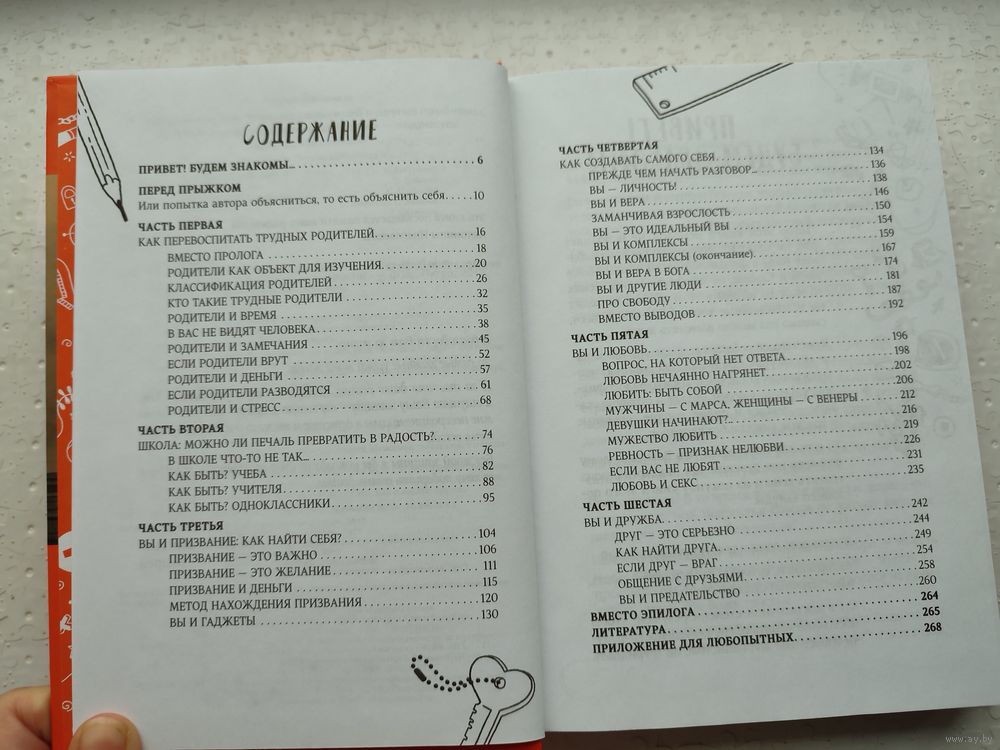 СОДЕРЖАНИЕ
ПРИВЕТ! БУДЕМ ЗНАКОМЫ... 6
ПЕРЕД ПРЫЖКОМ
Или попытка автора объясниться, то есть объяснить себя. . . . . 10
ЧАСТЬ ПЕРВАЯ
КАК ПЕРЕВОСПИТАТЬ ТРУДНЫХ РОДИТЕЛЕЙ 16
ВМЕСТО ПРОЛОГА 18
РОДИТЕЛИ КАК ОБЪЕКТ ДЛЯ ИЗУЧЕНИЯ 20
КЛАССИФИКАЦИЯ РОДИТЕЛЕЙ 26
КТО ТАКИЕ ТРУДНЫЕ РОДИТЕЛИ 32
РОДИТЕЛИ И ВРЕМЯ 35
В ВАС НЕ ВИДЯТ ЧЕЛОВЕКА 38
РОДИТЕЛИ И ЗАМЕЧАНИЯ 45
ЕСЛИ РОДИТЕЛИ ВРУТ 52
РОДИТЕЛИ И ДЕНЬГИ 57
ЕСЛИ РОДИТЕЛИ РАЗВОДЯТСЯ 61
РОДИТЕЛИ И СТРЕСС 68
ЧАСТЬ ВТОРАЯ
ШКОЛА: МОЖНО ЛИ ПЕЧАЛЬ ПРЕВРАТИТЬ В РАДОСТЬ? 74
В ШКОЛЕ ЧТО-ТО НЕ ТАК... 76
КАК БЫТЬ? УЧЕБА 82
КАК БЫТЬ? УЧИТЕЛЯ 88
КАК БЫТЬ? ОДНОКЛАССНИКИ 95
ЧАСТЬ ТРЕТЬЯ
ВЫ И ПРИЗВАНИЕ: КАК НАЙТИ СЕБЯ? 104
ПРИЗВАНИЕ — ЭТО ВАЖНО 106
ПРИЗВАНИЕ — ЭТО ЖЕЛАНИЕ 111
ПРИЗВАНИЕ И ДЕНЬГИ 115
МЕТОД НАХОЖДЕНИЯ ПРИЗВАНИЯ 120
ВЫ И ГАДЖЕТЫ 130
ЧАСТЬ ЧЕТВЕРТАЯ
КАК СОЗДАВАТЬ САМОГО СЕБЯ 134
ПРЕЖДЕ ЧЕМ НАЧАТЬ РАЗГОВОР... 136
ВЫ — ЛИЧНОСТЬ! 138
ВЫ И ВЕРА 146
ЗАМАНЧИВАЯ ВЗРОСЛОСТЬ 150
ВЫ — ЭТО ИДЕАЛЬНЫЙ ВЫ 154
ВЫ И КОМПЛЕКСЫ 159
ВЫ И КОМПЛЕКСЫ (окончание) 167
ВЫ И ВЕРА В БОГА 174
ВЫ И ДРУГИЕ ЛЮДИ 181
ПРО СВОБОДУ 187
ВМЕСТО ВЫВОДОВ 192
ЧАСТЬ ПЯТАЯ
ВЫ И ЛЮБОВЬ 196
ВОПРОС, НА КОТОРЫЙ НЕТ ОТВЕТА 198
ЛЮБОВЬ НЕЧАЯННО НАГРЯНЕТ 202
ЛЮБИТЬ: БЫТЬ СОБОЙ 206
МУЖЧИНЫ — С МАРСА, ЖЕНЩИНЫ — С ВЕНЕРЫ 212
ДЕВУШКИ НАЧИНАЮТ? 216
МУЖЕСТВО ЛЮБИТЬ 219
РЕВНОСТЬ — ПРИЗНАК НЕЛЮБВИ 226
ЕСЛИ ВАС НЕ ЛЮБЯТ 231
ЛЮБОВЬ И СЕКС 235
ЧАСТЬ ШЕСТАЯ
ВЫ И ДРУЖБА 242
ДРУГ — ЭТО СЕРЬЕЗНО 244
КАК НАЙТИ ДРУГА 249
ЕСЛИ ДРУГ — ВРАГ 254
ОБЩЕНИЕ С ДРУЗЬЯМИ 258
ВЫ И ПРЕДАТЕЛЬСТВО 260
ВМЕСТО ЭПИЛОГА 264
ЛИТЕРАТУРА 265
ПРИЛОЖЕНИЕ ДЛЯ ЛЮБОПЫТНЫХ 268
www.ay.by